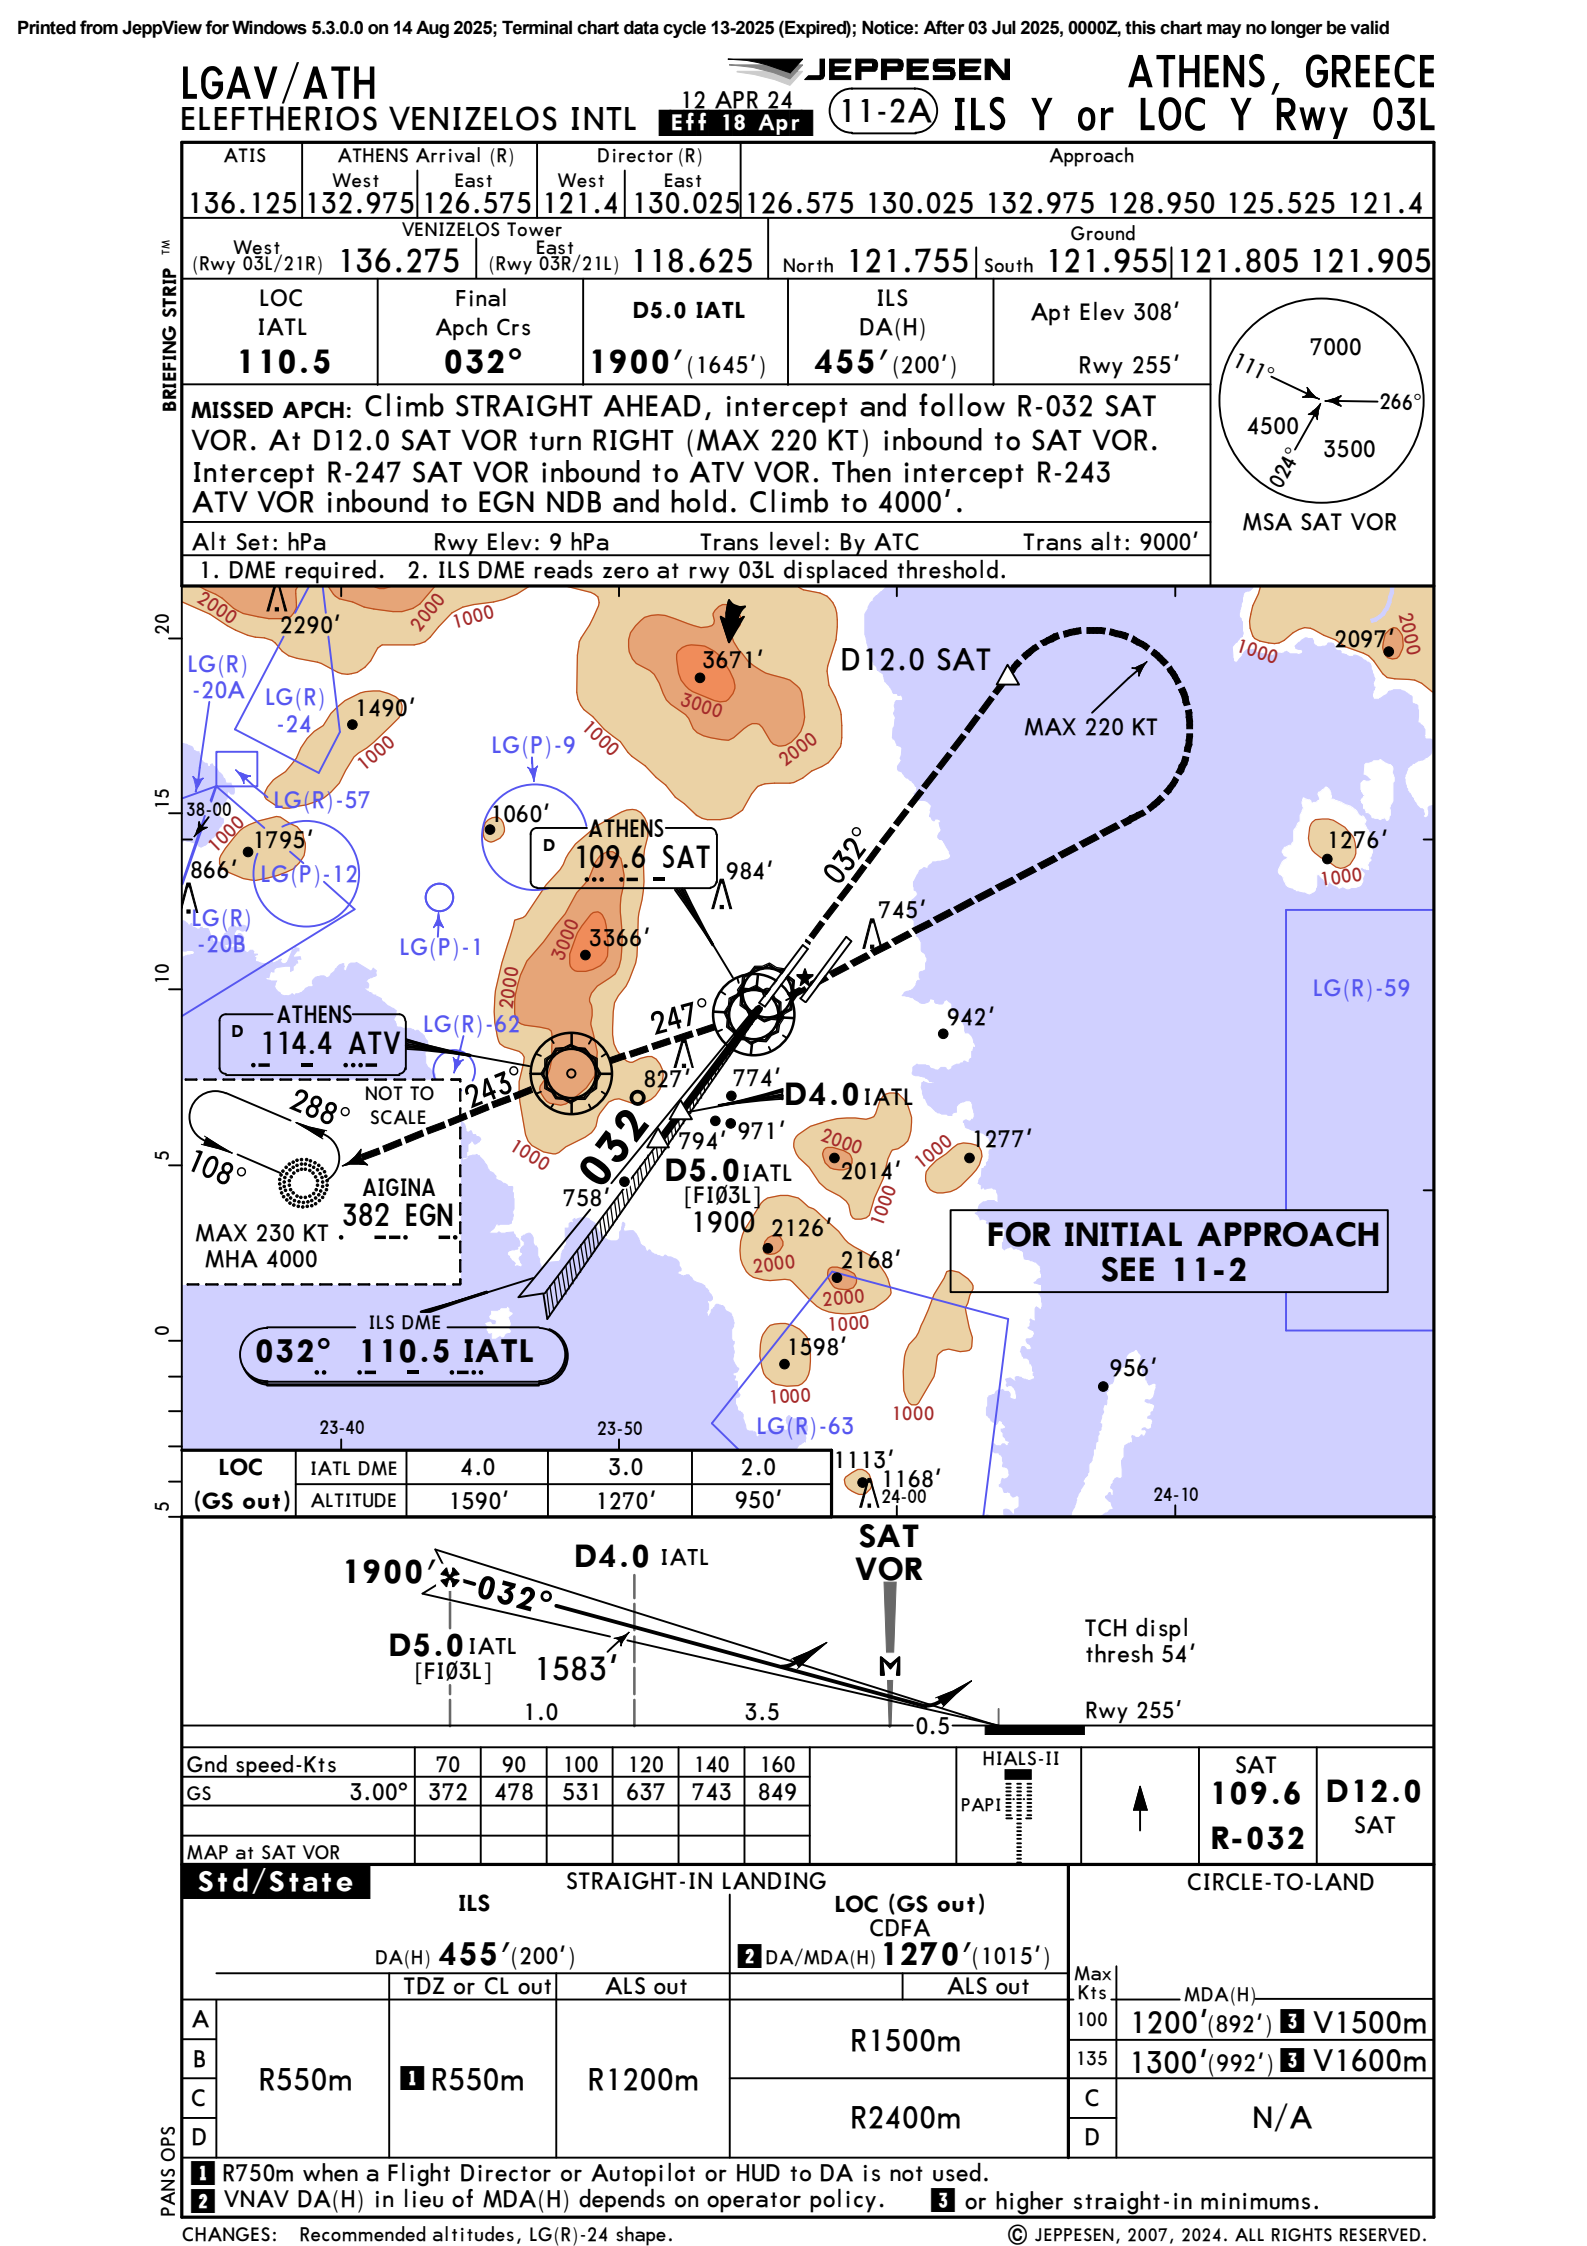 Printed from JeppView for Windows 5.3.0.0 on 14 Aug 2025; Terminal chart data cycle 13-2025 (Expired); Notice: After 03 Jul 2025, 0000Z, this chart may no longer be valid
LGAV/ATH
ELEFTHERIOS VENIZELOS INTL
JEPPESEN
12 APR 24
Eff 18 Apr
11-2A
ATHENS, GREECE
ILS Y or LOC Y Rwy 03L
BRIEFING STRIP ™
ATIS
136.125
ATHENS Arrival (R)
West East
132.975 126.575
Director (R)
West East
121.4 130.025
Approach
126.575 130.025 132.975 128.950 125.525 121.4
VENIZELOS Tower
West (Rwy 03L/21R) 136.275
East (Rwy 03R/21L) 118.625
Ground
North 121.755 South 121.955 121.805 121.905
LOC
IATL
110.5
Final
Apch Crs
032°
D5.0 IATL
1900' (1645')
ILS
DA(H)
455' (200')
Apt Elev 308'
Rwy 255'
7000
111°
266°
4500
3500
024°
MSA SAT VOR
MISSED APCH: Climb STRAIGHT AHEAD, intercept and follow R-032 SAT
VOR. At D12.0 SAT VOR turn RIGHT (MAX 220 KT) inbound to SAT VOR.
Intercept R-247 SAT VOR inbound to ATV VOR. Then intercept R-243
ATV VOR inbound to EGN NDB and hold. Climb to 4000'.
Alt Set: hPa Rwy Elev: 9 hPa Trans level: By ATC Trans alt: 9000'
1. DME required. 2. ILS DME reads zero at rwy 03L displaced threshold.
20
15
10
5
0
5
2000
2290'
2000
1000
3671'
3000
1000
2000
D12.0 SAT
MAX 220 KT
1000
2097'
2000
LG(R)
-20A
LG(R)
-24
1490'
1000
LG(P)-9
LG(R)-57
38-00
1000
1795'
866'
LG(P)-12
LG(R)
-20B
1060'
LG(P)-1
ATHENS
D 109.6 SAT
984'
032°
745'
1276'
1000
3000
3366'
2000
LG(R)-59
ATHENS
D 114.4 ATV
LG(R)-62
247°
942'
243°
827'
774'
D4.0 IATL
NOT TO
SCALE
288°
108°
AIGINA
382 EGN
MAX 230 KT
MHA 4000
1000
032°
794'
971'
D5.0 IATL
[FIØ3L]
1900
758'
2000
2014'
1000
1000
1277'
2126'
2000
2168'
2000
1000
FOR INITIAL APPROACH
SEE 11-2
ILS DME
032° 110.5 IATL
1598'
1000
1000
956'
LG(R)-63
23-40
23-50
1113'
1168'
24-00
24-10
LOC
(GS out)
IATL DME 4.0 3.0 2.0
ALTITUDE 1590' 1270' 950'
1900'
032°
D5.0 IATL
[FIØ3L]
D4.0 IATL
1583'
SAT
VOR
M
TCH displ
thresh 54'
Rwy 255'
1.0
3.5
0.5
Gnd speed-Kts 70 90 100 120 140 160
GS 3.00° 372 478 531 637 743 849
MAP at SAT VOR
HIALS-II
PAPI
SAT
109.6
R-032
D12.0
SAT
Std/State
STRAIGHT-IN LANDING
CIRCLE-TO-LAND
ILS
DA(H) 455' (200')
LOC (GS out)
CDFA
2 DA/MDA(H) 1270' (1015')
TDZ or CL out
ALS out
ALS out
Max
Kts
MDA(H)
A
B
C
D
R550m
1 R550m
R1200m
R1500m
R2400m
100 1200' (892') 3 V1500m
135 1300' (992') 3 V1600m
C
D
N/A
PANS OPS
1 R750m when a Flight Director or Autopilot or HUD to DA is not used.
2 VNAV DA(H) in lieu of MDA(H) depends on operator policy. 3 or higher straight-in minimums.
CHANGES: Recommended altitudes, LG(R)-24 shape.
© JEPPESEN, 2007, 2024. ALL RIGHTS RESERVED.